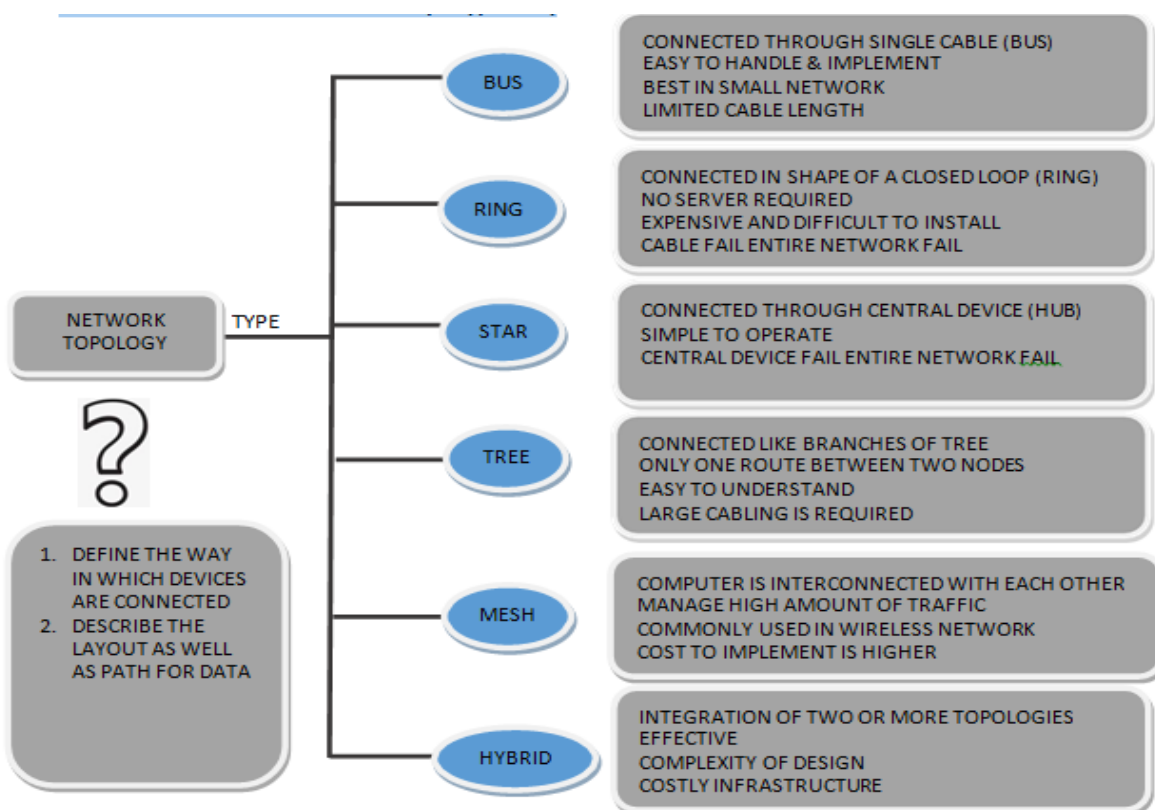 NETWORK
TOPOLOGY
TYPE
1. DEFINE THE WAY
IN WHICH DEVICES
ARE CONNECTED
2. DESCRIBE THE
LAYOUT AS WELL
AS PATH FOR DATA
BUS
CONNECTED THROUGH SINGLE CABLE (BUS)
EASY TO HANDLE & IMPLEMENT
BEST IN SMALL NETWORK
LIMITED CABLE LENGTH
RING
CONNECTED IN SHAPE OF A CLOSED LOOP (RING)
NO SERVER REQUIRED
EXPENSIVE AND DIFFICULT TO INSTALL
CABLE FAIL ENTIRE NETWORK FAIL
STAR
CONNECTED THROUGH CENTRAL DEVICE (HUB)
SIMPLE TO OPERATE
CENTRAL DEVICE FAIL ENTIRE NETWORK FAIL
TREE
CONNECTED LIKE BRANCHES OF TREE
ONLY ONE ROUTE BETWEEN TWO NODES
EASY TO UNDERSTAND
LARGE CABLING IS REQUIRED
MESH
COMPUTER IS INTERCONNECTED WITH EACH OTHER
MANAGE HIGH AMOUNT OF TRAFFIC
COMMONLY USED IN WIRELESS NETWORK
COST TO IMPLEMENT IS HIGHER
HYBRID
INTEGRATION OF TWO OR MORE TOPOLOGIES
EFFECTIVE
COMPLEXITY OF DESIGN
COSTLY INFRASTRUCTURE
?